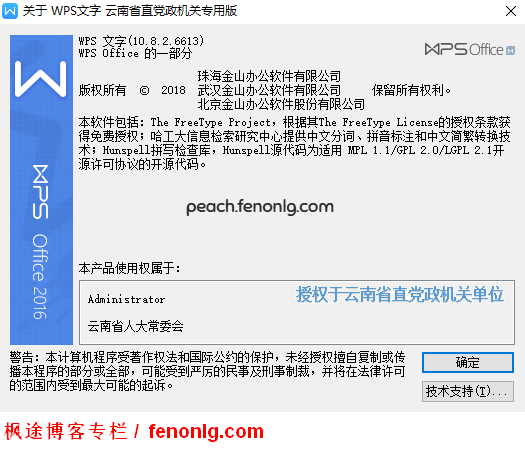 关于 WPS文字 云南省直党政机关专用版
WPS 文字(10.8.2.6613)
WPS Office 的一部分
WPS Office
珠海金山办公软件有限公司
版权所有 © 2018 武汉金山办公软件有限公司 保留所有权利。
北京金山办公软件股份有限公司
本软件包括: The FreeType Project, 根据其The FreeType License的授权条款获
得免费授权; 哈工大信息检索研究中心提供中文分词、拼音标注和中文简繁转换技
术; Hunspell拼写检查库, Hunspell源代码为适用 MPL 1.1/GPL 2.0/LGPL 2.1开
源许可协议的开源代码。
peach.fenonlg.com
WPS Office 2016
本产品使用权属于:
Administrator
授权于云南省直党政机关单位
云南省人大常委会
警告: 本计算机程序受著作权法和国际公约的保护, 未经授权擅自复制或传
播本程序的部分或全部, 可能受到严厉的民事及刑事制裁, 并将在法律许可
的范围内受到最大可能的起诉。
确定
技术支持(I)...
枫途博客专栏 / fenonlg.com